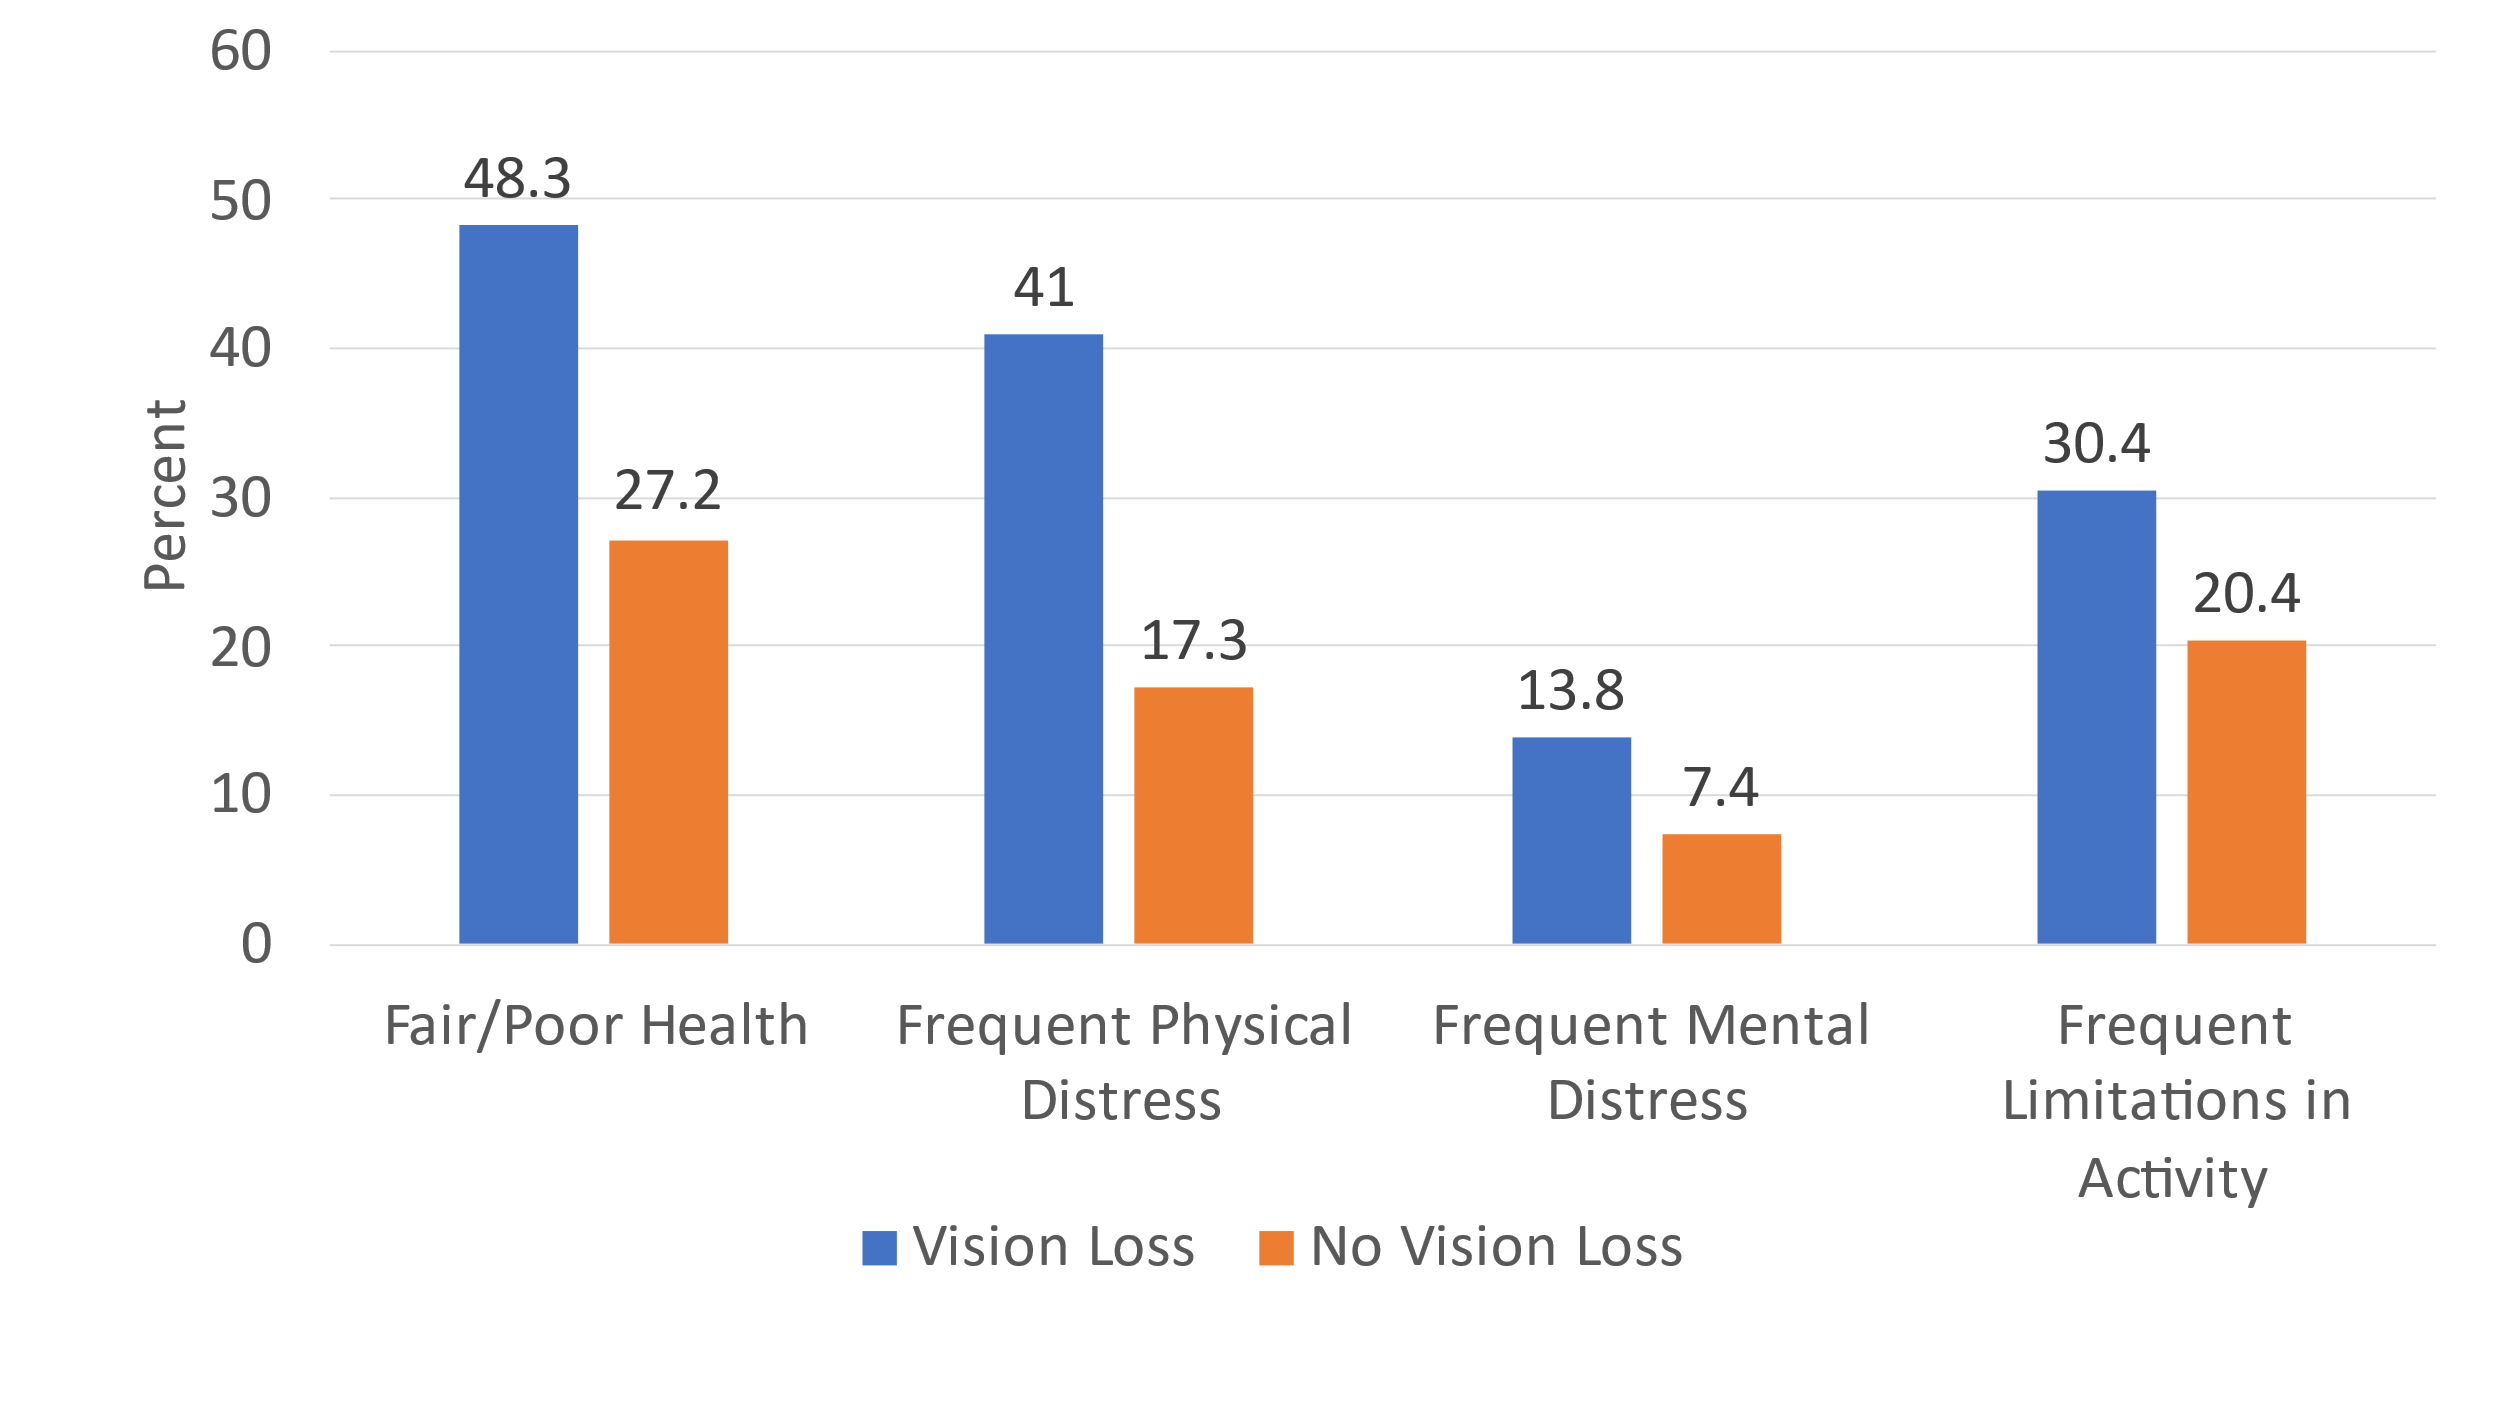 60
50
40
30
20
10
0
Percent
48.3
27.2
41
17.3
13.8
7.4
30.4
20.4
Fair/Poor Health
Frequent Physical
Distress
Frequent Mental
Distress
Frequent
Limitations in
Activity
Vision Loss
No Vision Loss